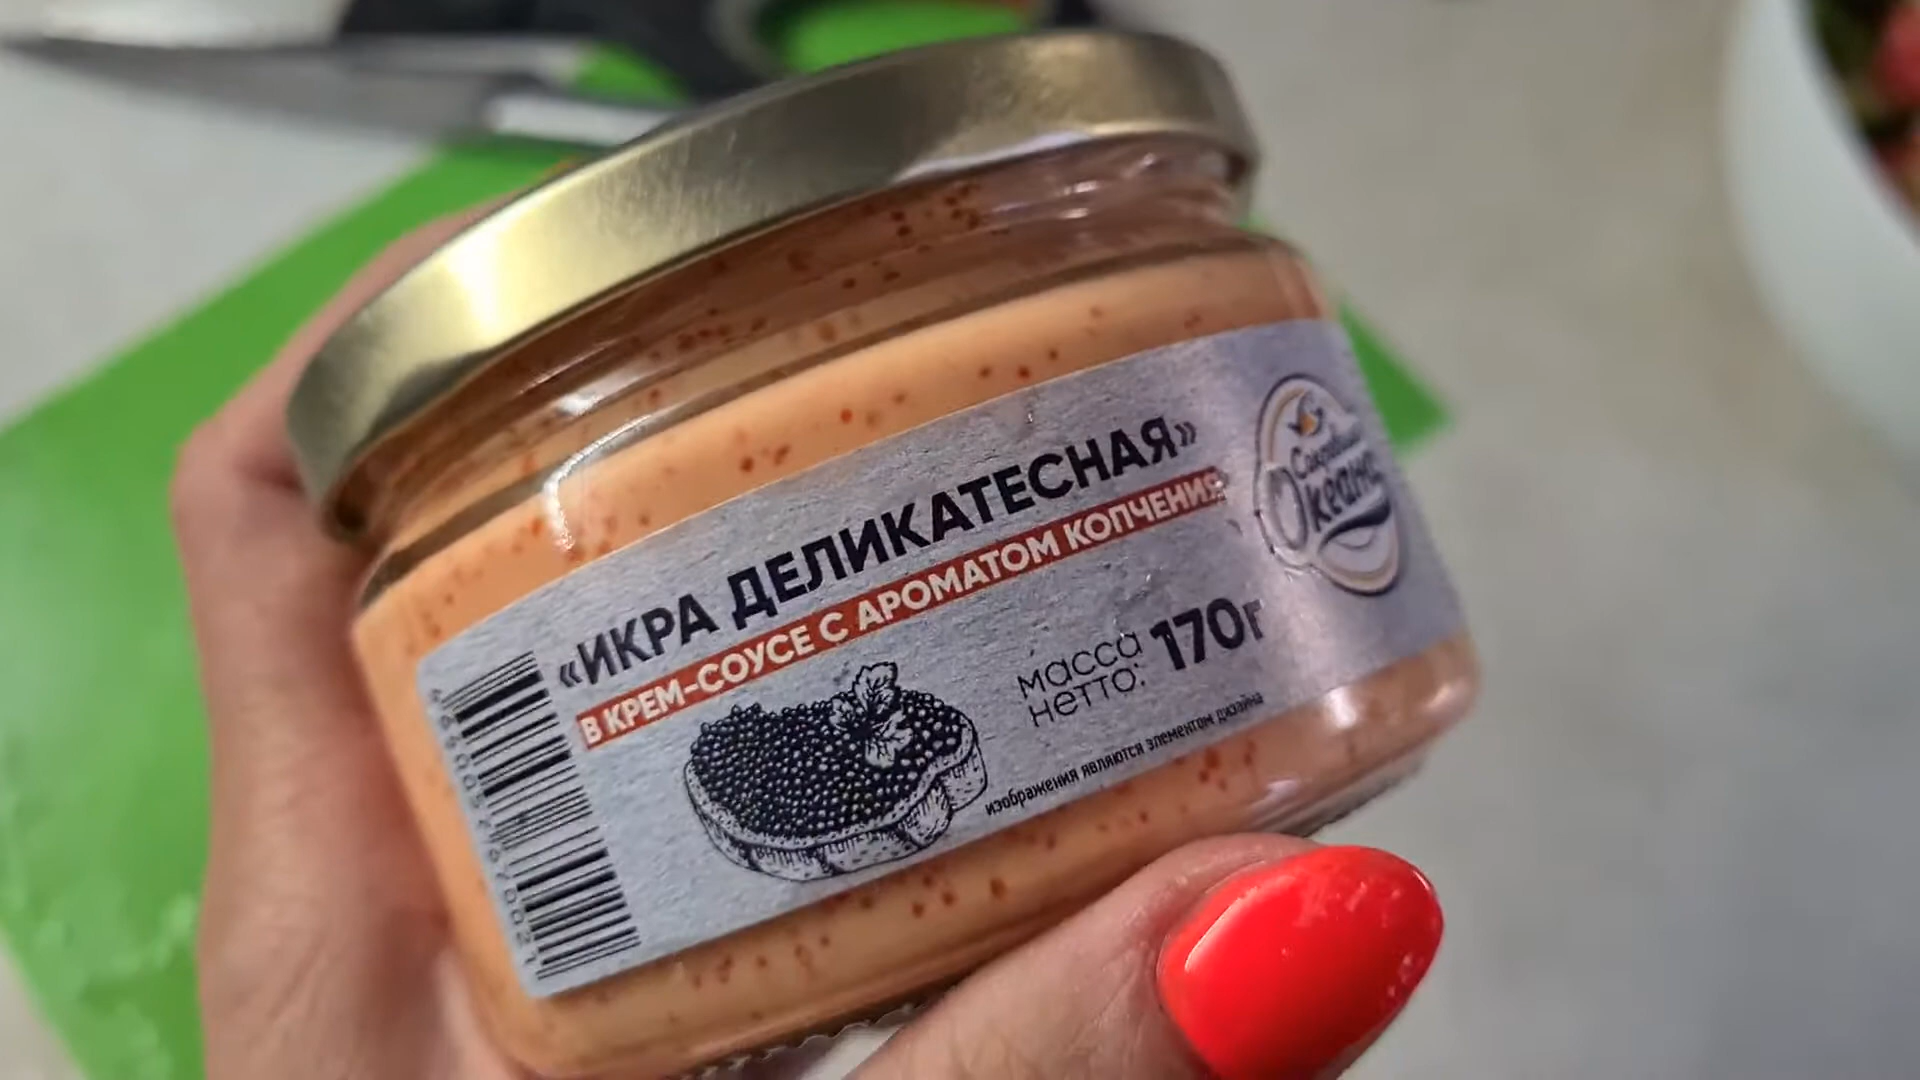 «ИКРА ДЕЛИКАТЕСНАЯ»
В КРЕМ-СОУСЕ С АРОМАТОМ КОПЧЕНИЯ
Океана
масса
нетто: 170г
изображения являются элементом дизайна